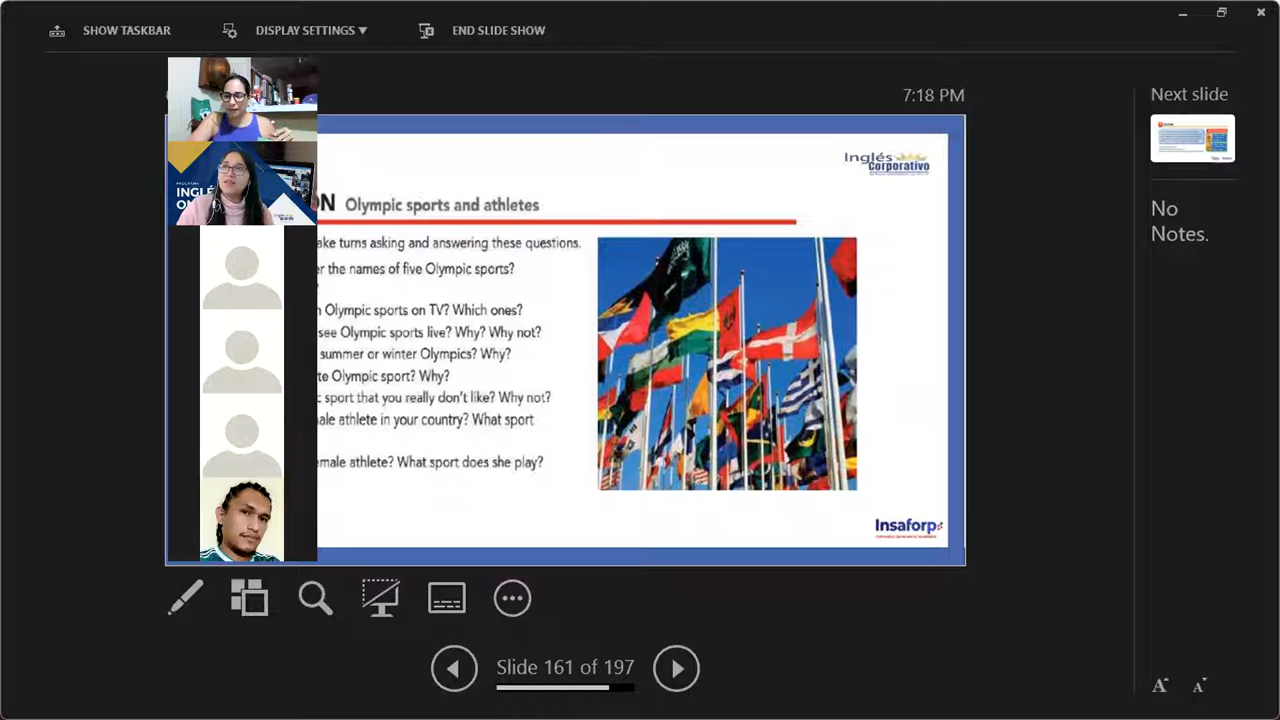 SHOW TASKBAR
DISPLAY SETTINGS ▼
END SLIDE SHOW
7:18 PM
Next slide
No
Notes.
PROGRAMA
INGLÉ
Inglés
Corporativo
ON Olympic sports and athletes
ake turns asking and answering these questions.
er the names of five Olympic sports?
?
n Olympic sports on TV? Which ones?
see Olympic sports live? Why? Why not?
summer or winter Olympics? Why?
te Olympic sport? Why?
c sport that you really don't like? Why not?
ale athlete in your country? What sport
emale athlete? What sport does she play?
Insaforp
Slide 161 of 197